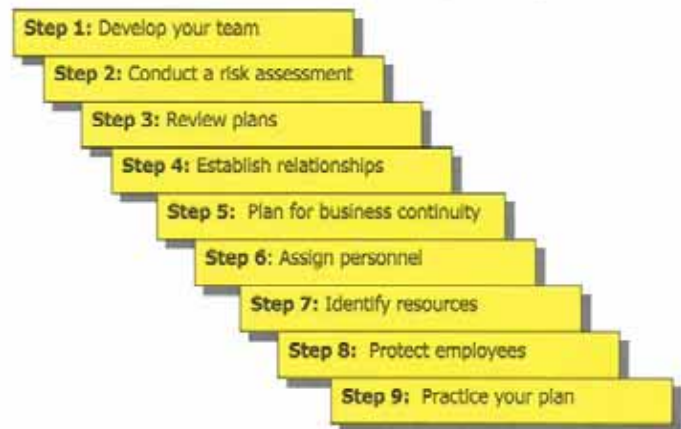 Step 1: Develop your team
Step 2: Conduct a risk assessment
Step 3: Review plans
Step 4: Establish relationships
Step 5: Plan for business continuity
Step 6: Assign personnel
Step 7: Identify resources
Step 8: Protect employees
Step 9: Practice your plan